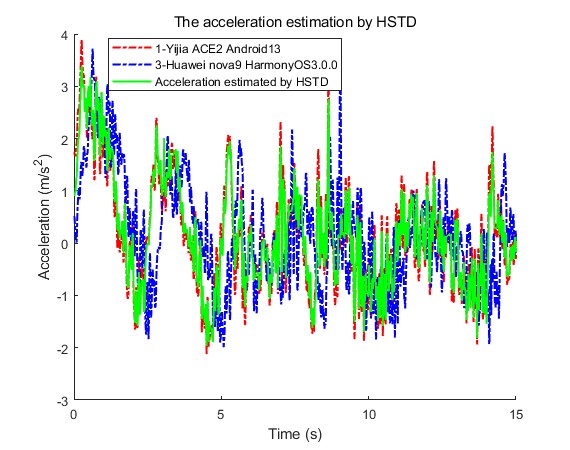 The acceleration estimation by HSTD
1-Yijia ACE2 Android13
3-Huawei nova9 HarmonyOS3.0.0
Acceleration estimated by HSTD
Acceleration (m/s²)
4
3
2
1
0
-1
-2
-3
0
5
10
15
Time (s)